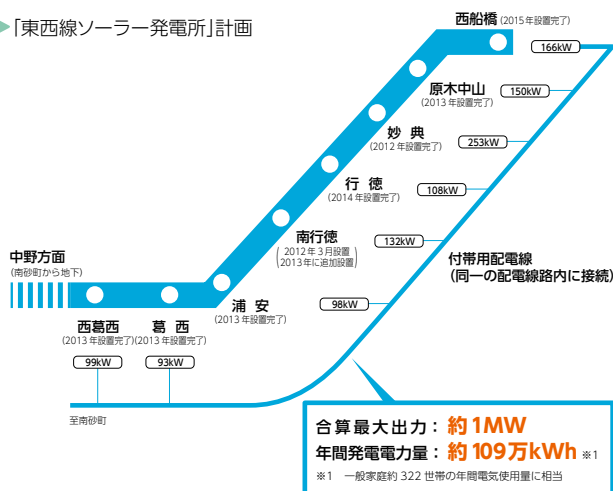 「東西線ソーラー発電所」計画
西船橋(2015年設置完了)
166kW
原木中山
(2013年設置完了)
150kW
妙典
(2012年設置完了)
253kW
行徳
(2014年設置完了)
108kW
南行徳
(2012年3月設置
2013年に追加設置)
132kW
付帯用配電線
(同一の配電線路内に接続)
中野方面
(南砂町から地下)
浦安
(2013年設置完了)
98kW
西葛西
(2013年設置完了)
99kW
葛西
(2013年設置完了)
93kW
至南砂町
合算最大出力：約1MW
年間発電電力量：約109万kWh ※1
※1 一般家庭約322世帯の年間電気使用量に相当